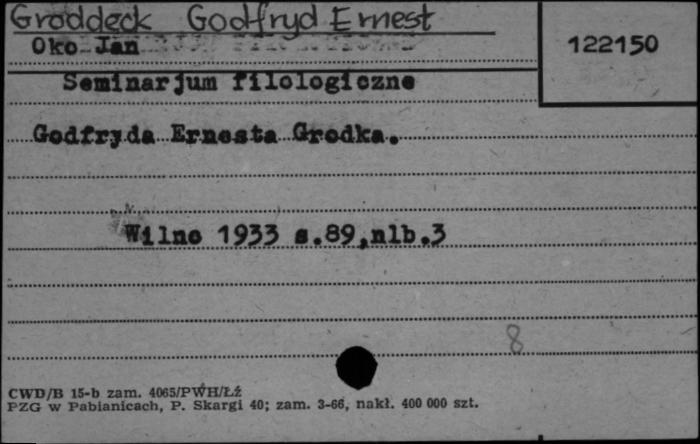 Groddeck Godfryd Ernest
Oko Jan
122150
Seminarjum filologiczne
Godfryda Ernesta Grodka.
Wilno 1933 s.89,nlb.3
8
CWD/B 15-b zam. 4065/PWH/Łź
PZG w Pabianicach, P. Skargi 40; zam. 3-66, nakł. 400 000 szt.